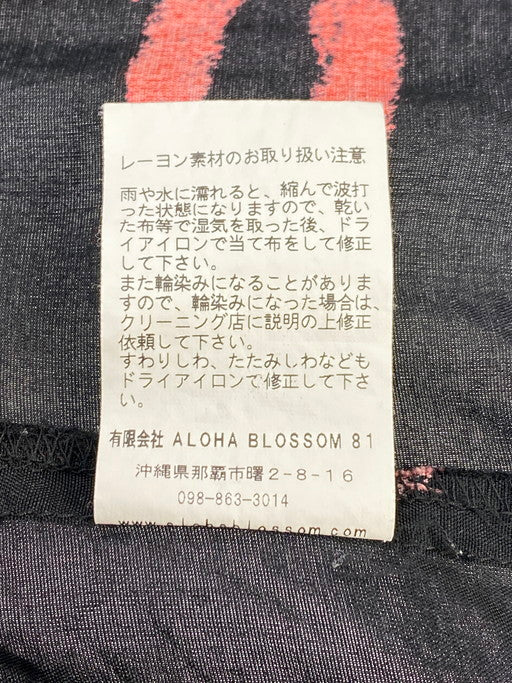 レーヨン素材のお取り扱い注意
雨や水に濡れると、縮んで波打
った状態になりますので、乾い
た布等で湿気を取った後、ドラ
イアイロンで当て布をして修正
して下さい。
また輪染みになることがありま
すので、輪染みになった場合は、
クリーニング店に説明の上修正
依頼して下さい。
すわりしわ、たたみしわなども
ドライアイロンで修正して下さ
い。
有限会社 ALOHA BLOSSOM 81
沖縄県那覇市曙2-8-16
098-863-3014
www.alohablossom.com